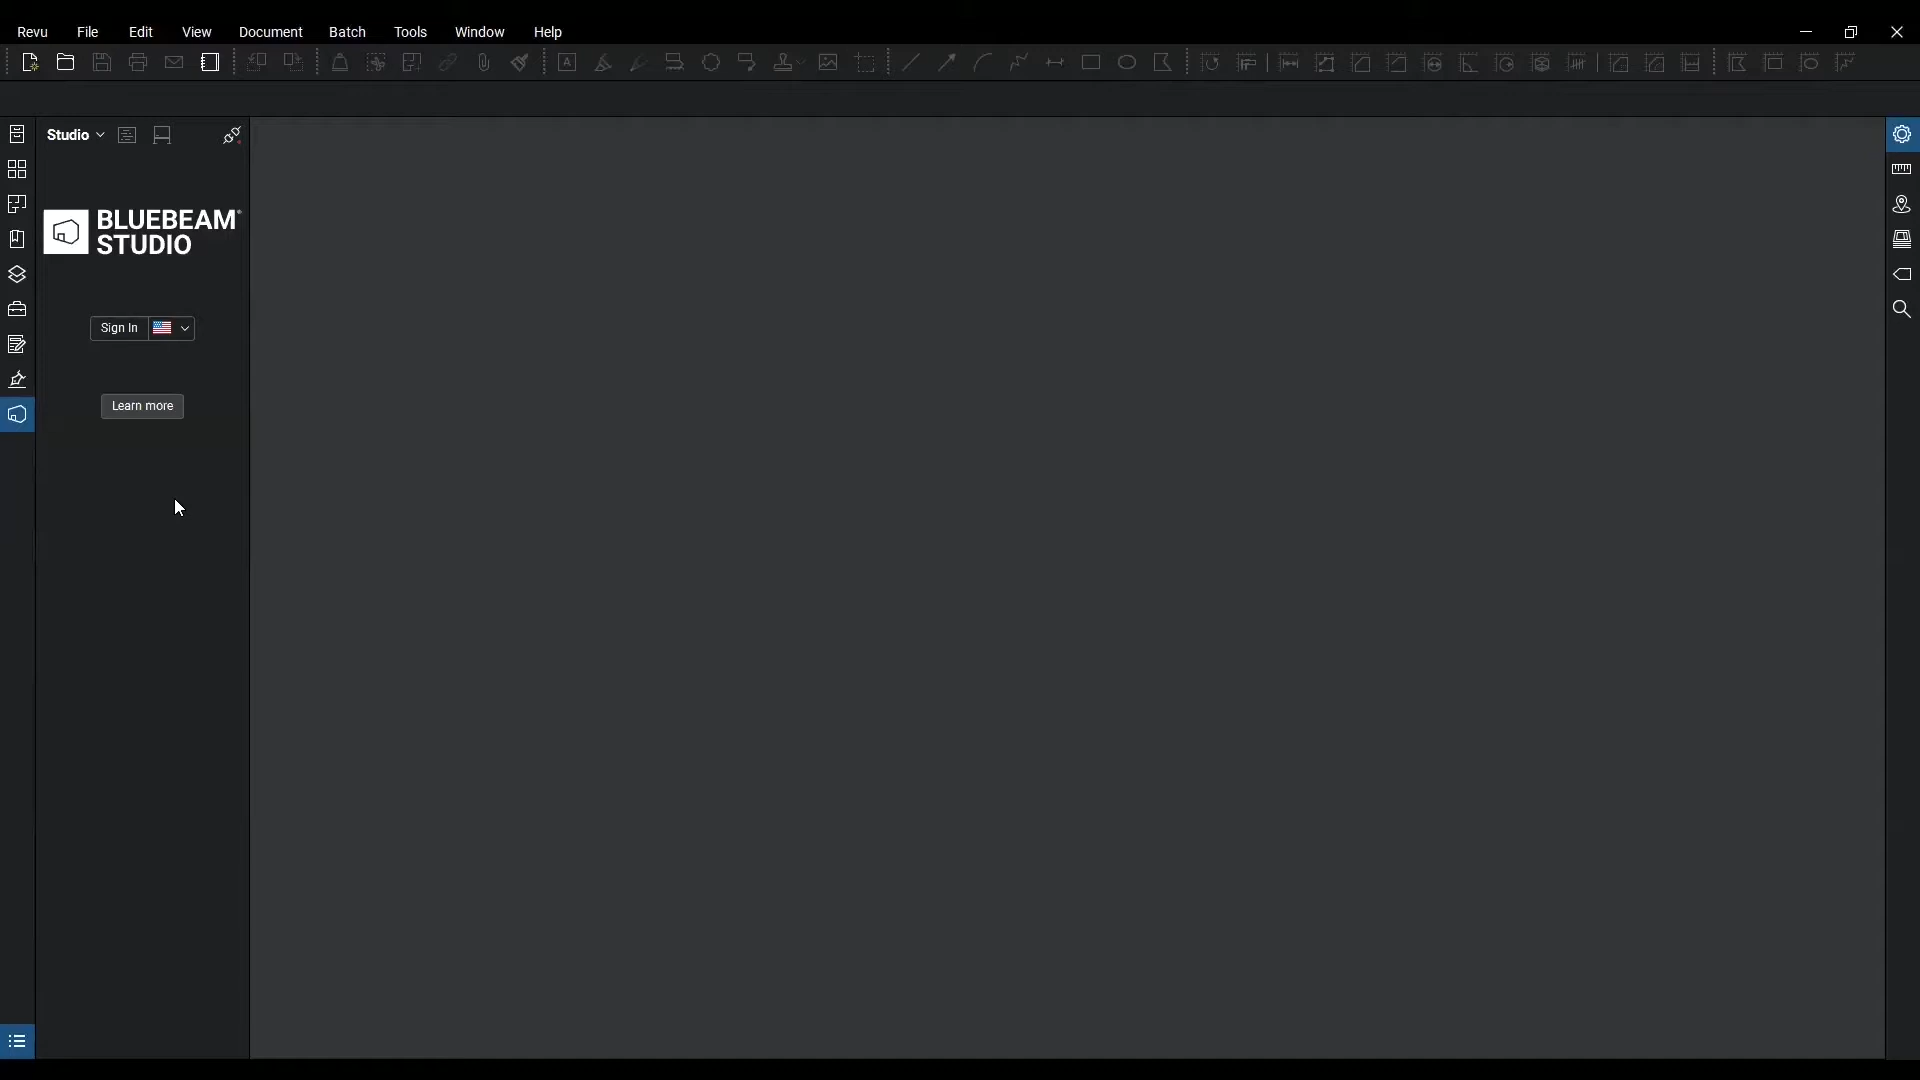 Revu File Edit View Document Batch Tools Window Help
Studio
BLUEBEAM®
STUDIO
Sign In
Learn more